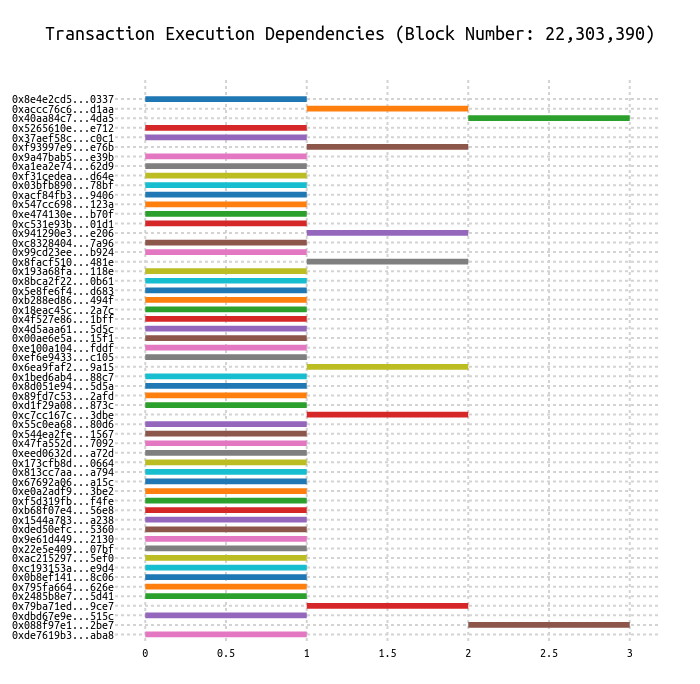 Transaction Execution Dependencies (Block Number: 22,303,390)
0x8e4e2cd5...0337
0xaccc76c6...d1aa
0x40aa84c7...4da5
0x5265610e...e712
0x37aef58c...c0c1
0xf93997e9...e76b
0x9a47bab5...e39b
0xa1ea2e74...62d9
0xf31cedea...d64e
0x03bfb890...78bf
0xacf84fb3...9406
0x547cc698...123a
0xe474130e...b70f
0xc531e93b...01d1
0x941290e3...e206
0xc8328404...7a96
0x99cd23ee...b924
0x8facf510...481e
0x193a68fa...118e
0x8bca2f22...0b61
0x5e8fe6f4...d683
0xb288ed86...494f
0x18eac45c...2a7c
0x4f527e86...1bff
0x4d5aaa61...5d5c
0x00ae6e5a...15f1
0xe100a104...fddf
0xef6e9433...c105
0x6ea9faf2...9a15
0x1bed6ab4...88c7
0x8d051e94...5d5a
0x89fd7c53...2afd
0xd1f29a08...873c
0xc7cc167c...3dbe
0x55c0ea68...80d6
0x544ea2fe...1567
0x47fa552d...7092
0xeed0632d...a72d
0x173cfb8d...0664
0x813cc7aa...a794
0x67692a06...a15c
0xe0a2adf9...3be2
0xf5d319fb...f4fe
0xb68f07e4...56e8
0x1544a783...a238
0xded50efc...5360
0x9e61d449...2130
0x22e5e409...07bf
0xac215297...5ef0
0xc193153a...e9d4
0x0b8ef141...8c06
0x795fa664...626e
0x2485b8e7...5d41
0x79ba71ed...9ce7
0xdbd67e9e...515c
0x088f97e1...2be7
0xde7619b3...aba8
0 0.5 1 1.5 2 2.5 3